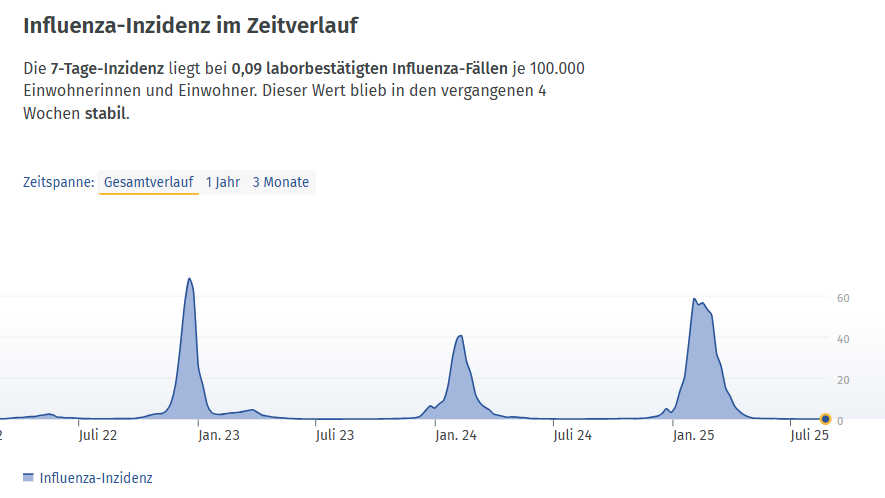 Influenza-Inzidenz im Zeitverlauf
Die 7-Tage-Inzidenz liegt bei 0,09 laborbestätigten Influenza-Fällen je 100.000
Einwohnerinnen und Einwohner. Dieser Wert blieb in den vergangenen 4
Wochen stabil.
Zeitspanne: Gesamtverlauf 1 Jahr 3 Monate
60
40
20
0
2 Juli 22 Jan. 23 Juli 23 Jan. 24 Juli 24 Jan. 25 Juli 25
Influenza-Inzidenz